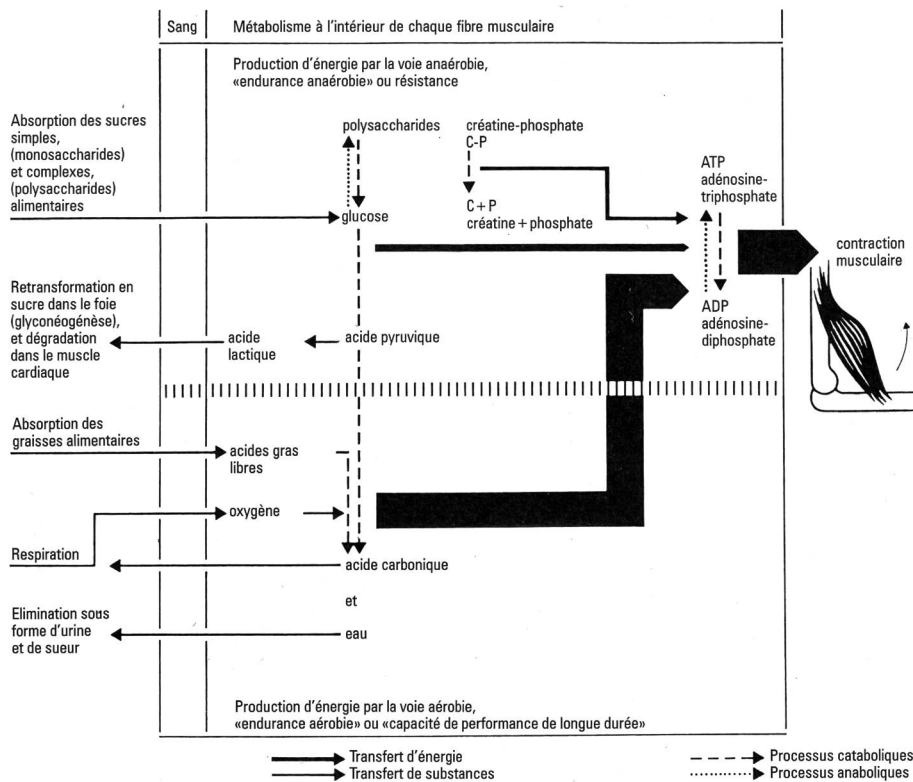 Sang
Métabolisme à l'intérieur de chaque fibre musculaire
Production d'énergie par la voie anaérobie,
«endurance anaérobie» ou résistance
Absorption des sucres
simples,
(monosaccharides)
et complexes,
(polysaccharides)
alimentaires
polysaccharides
créatine-phosphate
C-P
C+P
créatine+phosphate
glucose
ATP
adénosine-
triphosphate
ADP
adénosine-
diphosphate
contraction
musculaire
Retransformation en
sucre dans le foie
(glyconéogénèse),
et dégradation
dans le muscle
cardiaque
acide
lactique
acide pyruvique
Absorption des
graisses alimentaires
acides gras
libres
oxygène
Respiration
acide carbonique
et
eau
Elimination sous
forme d'urine
et de sueur
Production d'énergie par la voie aérobie,
«endurance aérobie» ou «capacité de performance de longue durée»
Transfert d'énergie
Transfert de substances
Processus cataboliques
Processus anaboliques